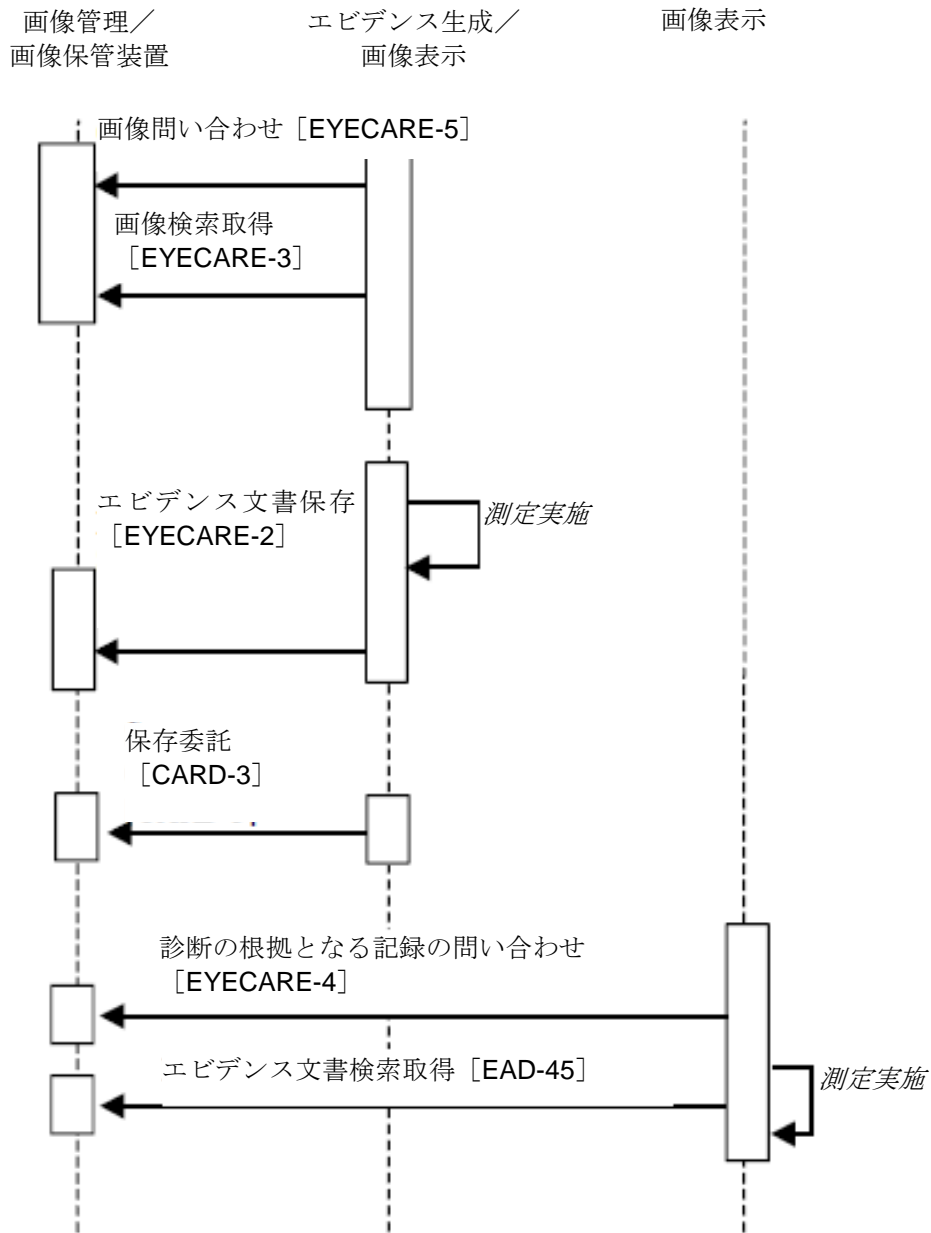 画像管理／
画像保管装置
エビデンス生成／
画像表示
画像表示
画像問い合わせ［EYECARE-5］
画像検索取得
［EYECARE-3］
エビデンス文書保存
［EYECARE-2］
測定実施
保存委託
［CARD-3］
診断の根拠となる記録の問い合わせ
［EYECARE-4］
エビデンス文書検索取得［EAD-45］
測定実施